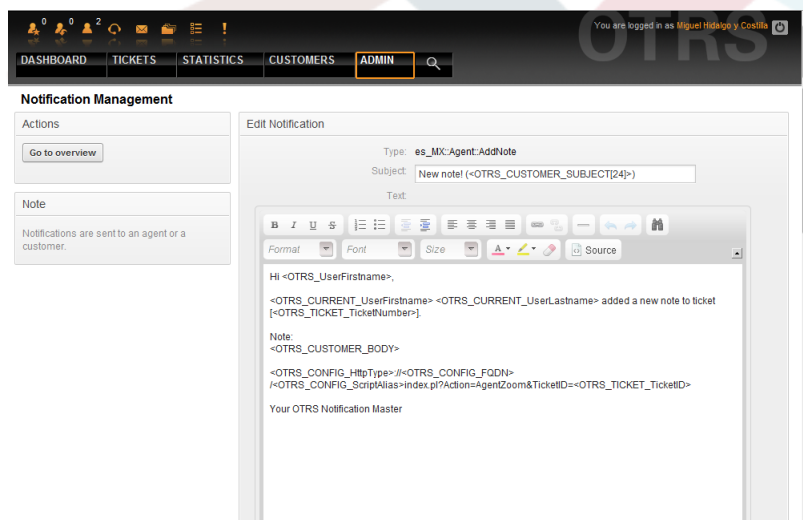 0 0 2
You are logged in as Miguel Hidalgo y Costilla
OTRS
DASHBOARD TICKETS STATISTICS CUSTOMERS ADMIN
Notification Management
Actions
Go to overview
Note
Notifications are sent to an agent or a
customer.
Edit Notification
Type: es_MX::Agent::AddNote
Subject: New note! (<OTRS_CUSTOMER_SUBJECT[24]>)
Text:
B I U S
Format Font Size A Source
Hi <OTRS_UserFirstname>,
<OTRS_CURRENT_UserFirstname> <OTRS_CURRENT_UserLastname> added a new note to ticket
[<OTRS_TICKET_TicketNumber>].
Note:
<OTRS_CUSTOMER_BODY>
<OTRS_CONFIG_HttpType>://<OTRS_CONFIG_FQDN>
/<OTRS_CONFIG_ScriptAlias>index.pl?Action=AgentZoom&TicketID=<OTRS_TICKET_TicketID>
Your OTRS Notification Master